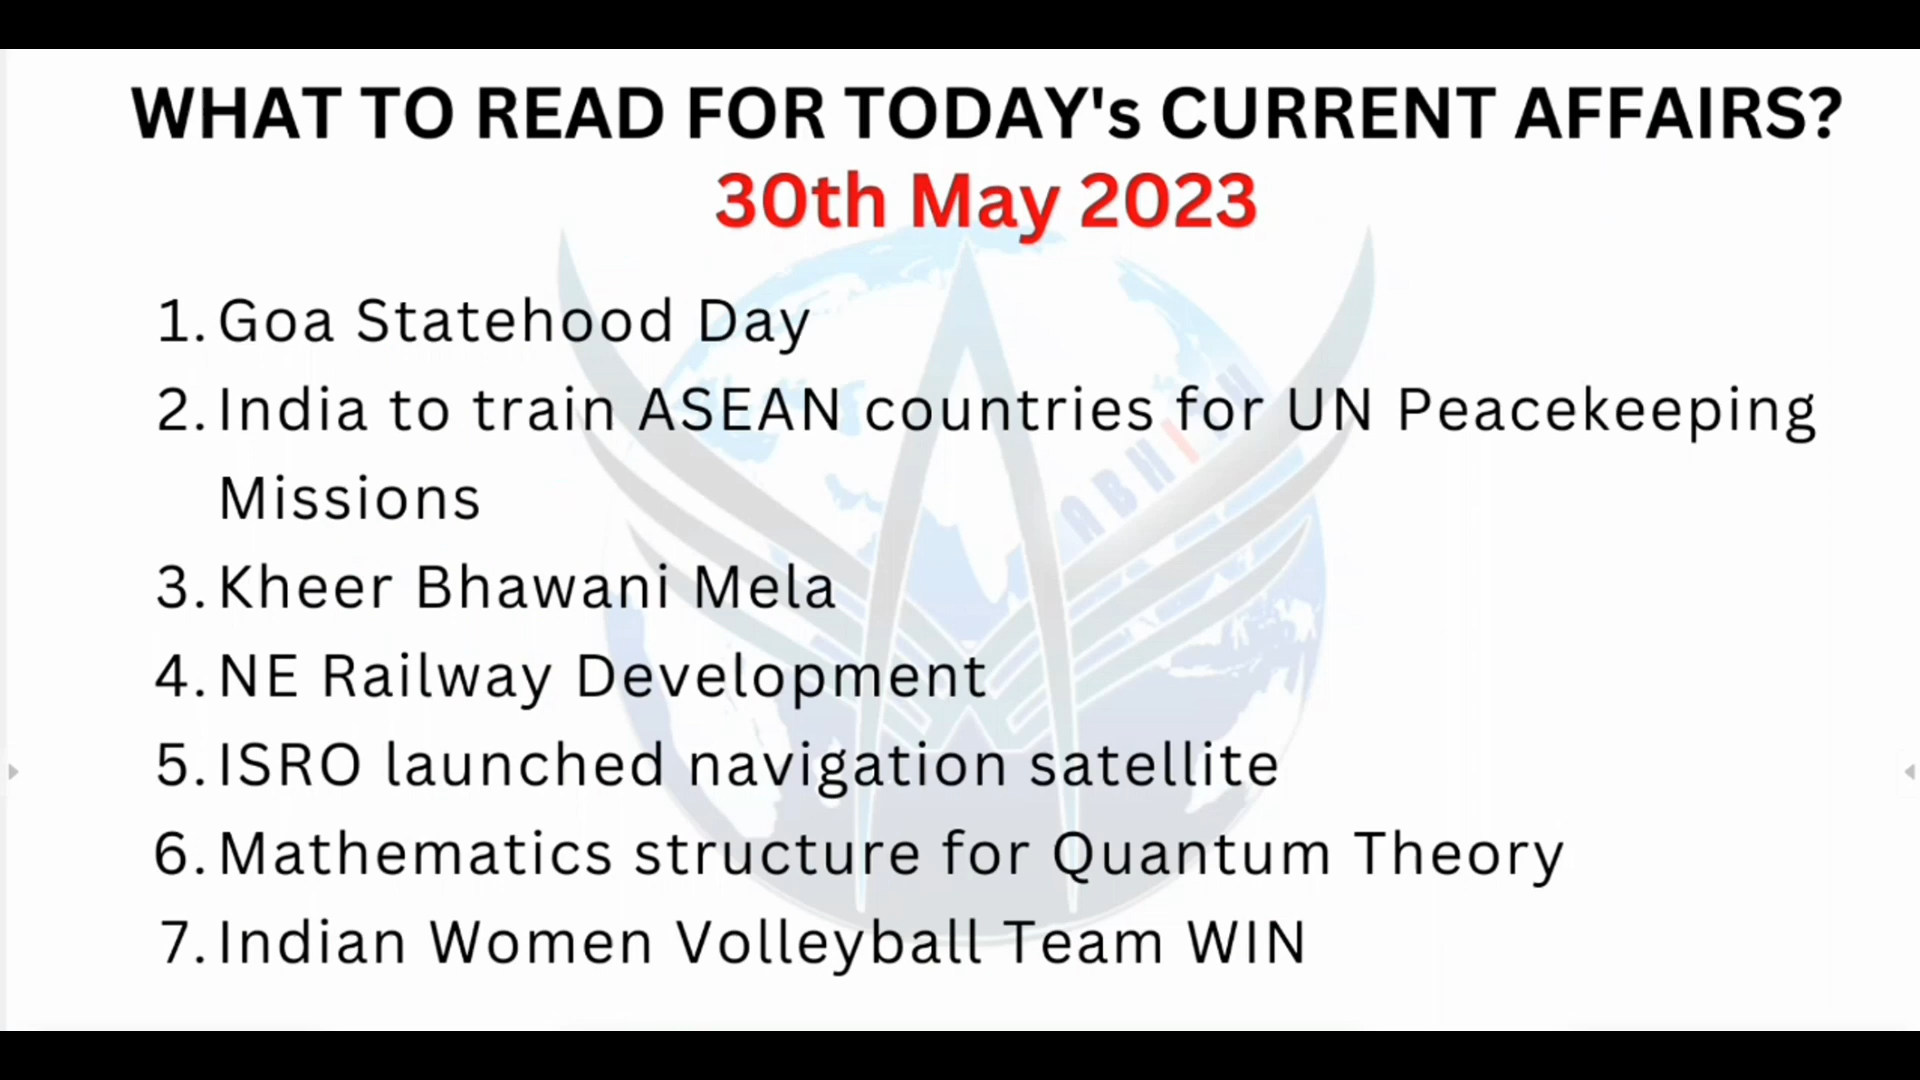 WHAT TO READ FOR TODAY's CURRENT AFFAIRS?
30th May 2023
1. Goa Statehood Day
2. India to train ASEAN countries for UN Peacekeeping
Missions
3. Kheer Bhawani Mela
4. NE Railway Development
5. ISRO launched navigation satellite
6. Mathematics structure for Quantum Theory
7. Indian Women Volleyball Team WIN